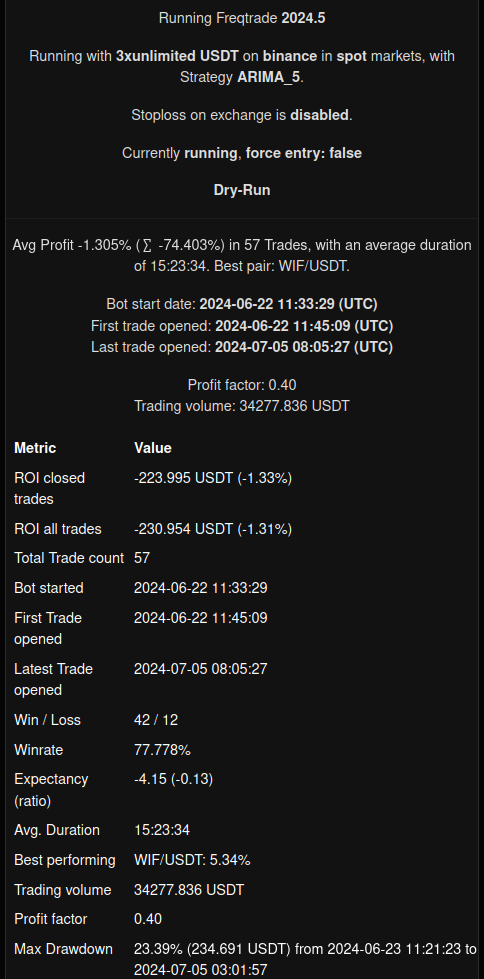 Running Freqtrade 2024.5
Running with 3xunlimited USDT on binance in spot markets, with
Strategy ARIMA_5.
Stoploss on exchange is disabled.
Currently running, force entry: false
Dry-Run
Avg Profit -1.305% (∑ -74.403%) in 57 Trades, with an average duration
of 15:23:34. Best pair: WIF/USDT.
Bot start date: 2024-06-22 11:33:29 (UTC)
First trade opened: 2024-06-22 11:45:09 (UTC)
Last trade opened: 2024-07-05 08:05:27 (UTC)
Profit factor: 0.40
Trading volume: 34277.836 USDT
Metric Value
ROI closed -223.995 USDT (-1.33%)
trades
ROI all trades -230.954 USDT (-1.31%)
Total Trade count 57
Bot started 2024-06-22 11:33:29
First Trade 2024-06-22 11:45:09
opened
Latest Trade 2024-07-05 08:05:27
opened
Win / Loss 42 / 12
Winrate 77.778%
Expectancy -4.15 (-0.13)
(ratio)
Avg. Duration 15:23:34
Best performing WIF/USDT: 5.34%
Trading volume 34277.836 USDT
Profit factor 0.40
Max Drawdown 23.39% (234.691 USDT) from 2024-06-23 11:21:23 to
2024-07-05 03:01:57